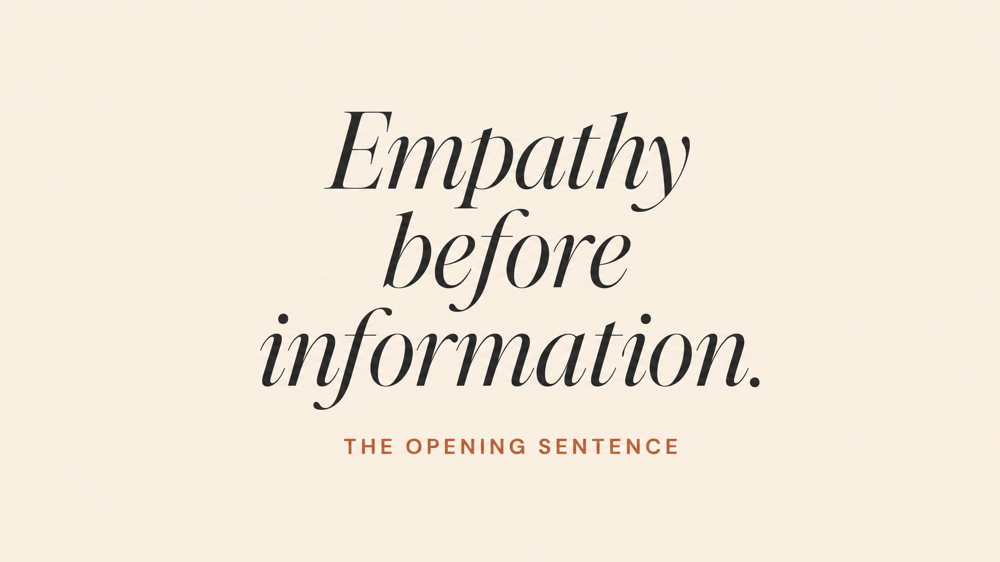 Empathy
before
information.
THE OPENING SENTENCE